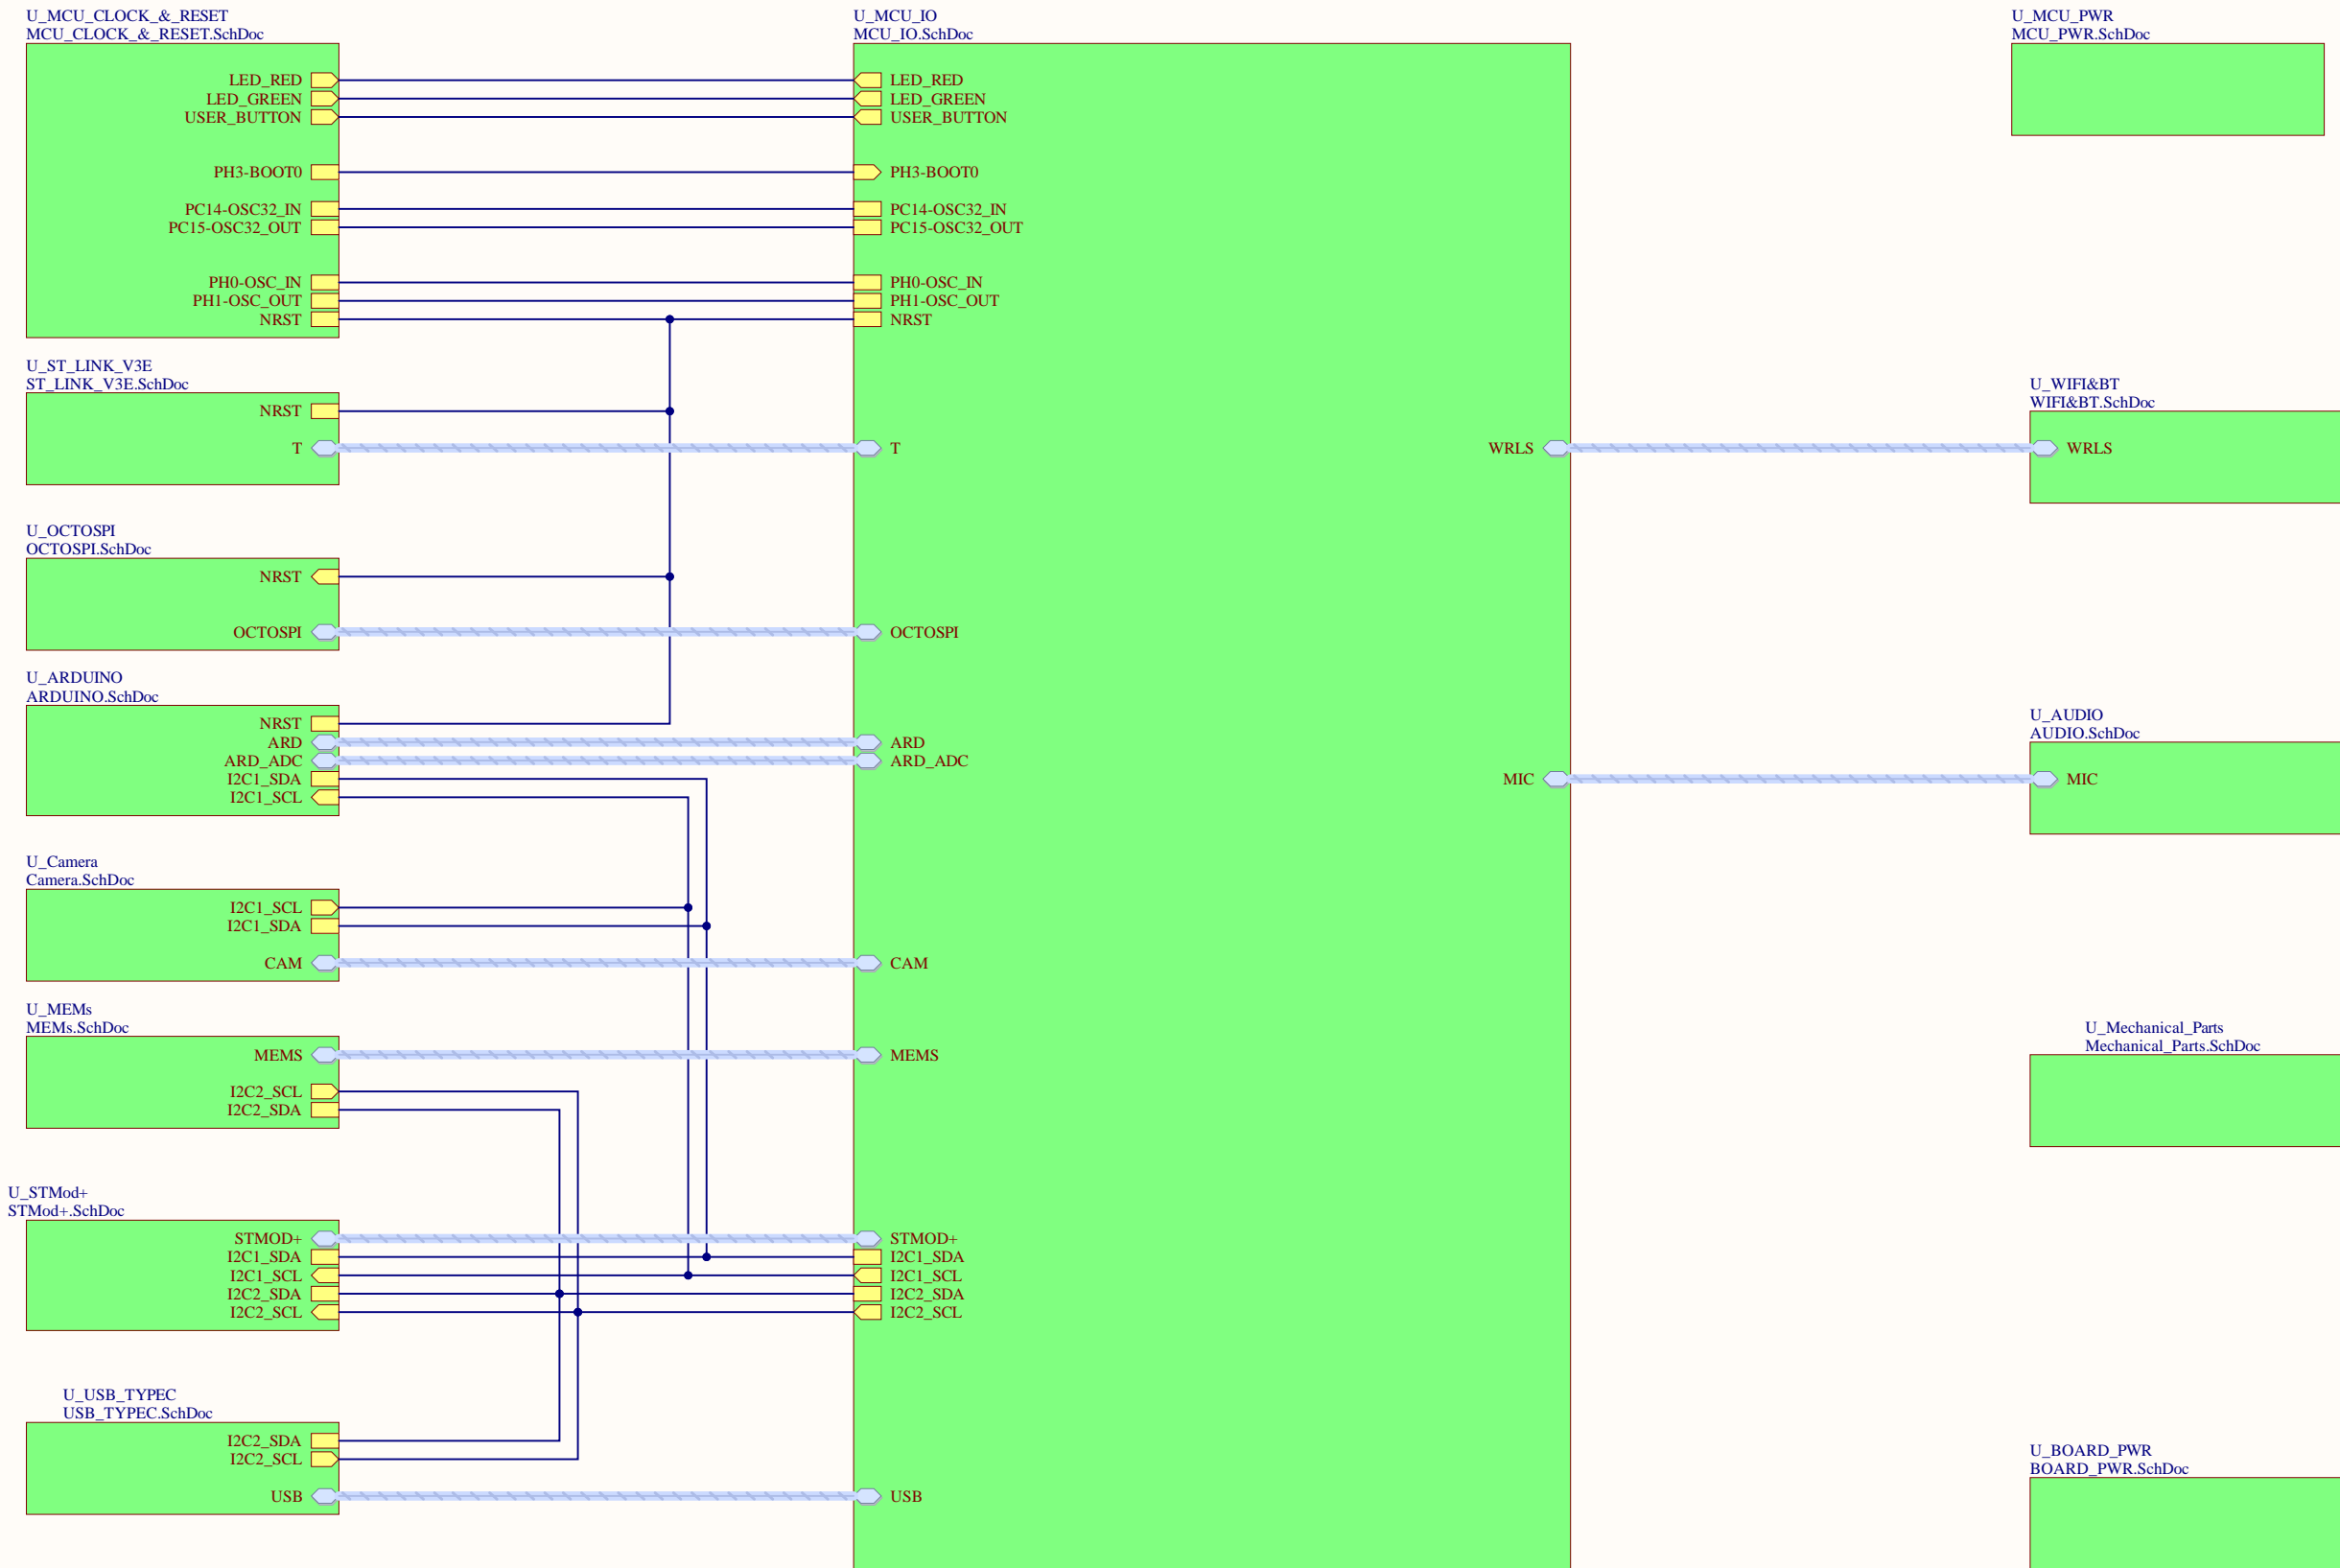 U_MCU_CLOCK_&_RESET
MCU_CLOCK_&_RESET.SchDoc
LED_RED
LED_GREEN
USER_BUTTON
PH3-BOOT0
PC14-OSC32_IN
PC15-OSC32_OUT
PH0-OSC_IN
PH1-OSC_OUT
NRST
U_ST_LINK_V3E
ST_LINK_V3E.SchDoc
NRST
T
U_OCTOSPI
OCTOSPI.SchDoc
NRST
OCTOSPI
U_ARDUINO
ARDUINO.SchDoc
NRST
ARD
ARD_ADC
I2C1_SDA
I2C1_SCL
U_Camera
Camera.SchDoc
I2C1_SCL
I2C1_SDA
CAM
U_MEMs
MEMs.SchDoc
MEMS
I2C2_SCL
I2C2_SDA
U_STMod+
STMod+.SchDoc
STMOD+
I2C1_SDA
I2C1_SCL
I2C2_SDA
I2C2_SCL
U_USB_TYPEC
USB_TYPEC.SchDoc
I2C2_SDA
I2C2_SCL
USB
U_MCU_IO
MCU_IO.SchDoc
LED_RED
LED_GREEN
USER_BUTTON
PH3-BOOT0
PC14-OSC32_IN
PC15-OSC32_OUT
PH0-OSC_IN
PH1-OSC_OUT
NRST
T
OCTOSPI
ARD
ARD_ADC
CAM
MEMS
STMOD+
I2C1_SDA
I2C1_SCL
I2C2_SDA
I2C2_SCL
USB
WRLS
MIC
U_MCU_PWR
MCU_PWR.SchDoc
U_WIFI&BT
WIFI&BT.SchDoc
WRLS
U_AUDIO
AUDIO.SchDoc
MIC
U_Mechanical_Parts
Mechanical_Parts.SchDoc
U_BOARD_PWR
BOARD_PWR.SchDoc